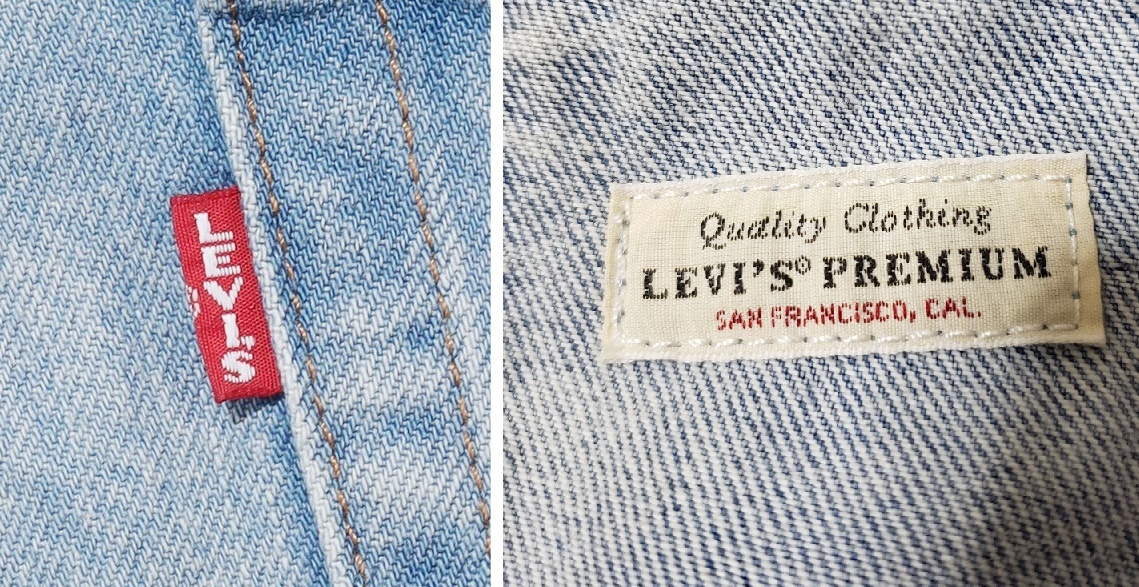 LEVI'S
Quality Clothing
LEVI'S® PREMIUM
SAN FRANCISCO, CAL.